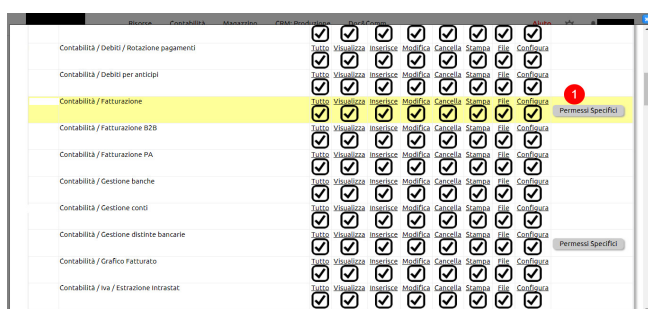 Risorse Contabilità Magazzino CRM: Produzione Doc&Comm Aiuto
Contabilità / Debiti / Rotazione pagamenti Tutto Visualizza Inserisce Modifica Cancella Stampa File Configura
Contabilità / Debiti per anticipi Tutto Visualizza Inserisce Modifica Cancella Stampa File Configura
1
Contabilità / Fatturazione Tutto Visualizza Inserisce Modifica Cancella Stampa File Configura
Permessi Specifici
Contabilità / Fatturazione B2B Tutto Visualizza Inserisce Modifica Cancella Stampa File Configura
Contabilità / Fatturazione PA Tutto Visualizza Inserisce Modifica Cancella Stampa File Configura
Contabilità / Gestione banche Tutto Visualizza Inserisce Modifica Cancella Stampa File Configura
Contabilità / Gestione conti Tutto Visualizza Inserisce Modifica Cancella Stampa File Configura
Contabilità / Gestione distinte bancarie Tutto Visualizza Inserisce Modifica Cancella Stampa File Configura
Permessi Specifici
Contabilità / Grafico Fatturato Tutto Visualizza Inserisce Modifica Cancella Stampa File Configura
Contabilità / Iva / Estrazione Intrastat Tutto Visualizza Inserisce Modifica Cancella Stampa File Configura